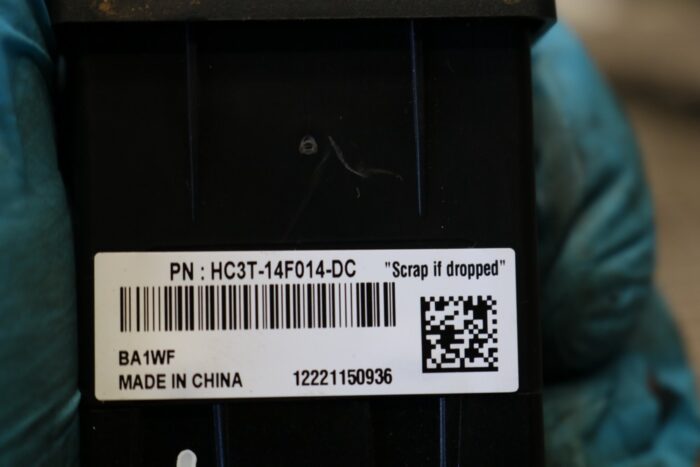 PN : HC3T-14F014-DC "Scrap if dropped"
BA1WF
MADE IN CHINA 12221150936